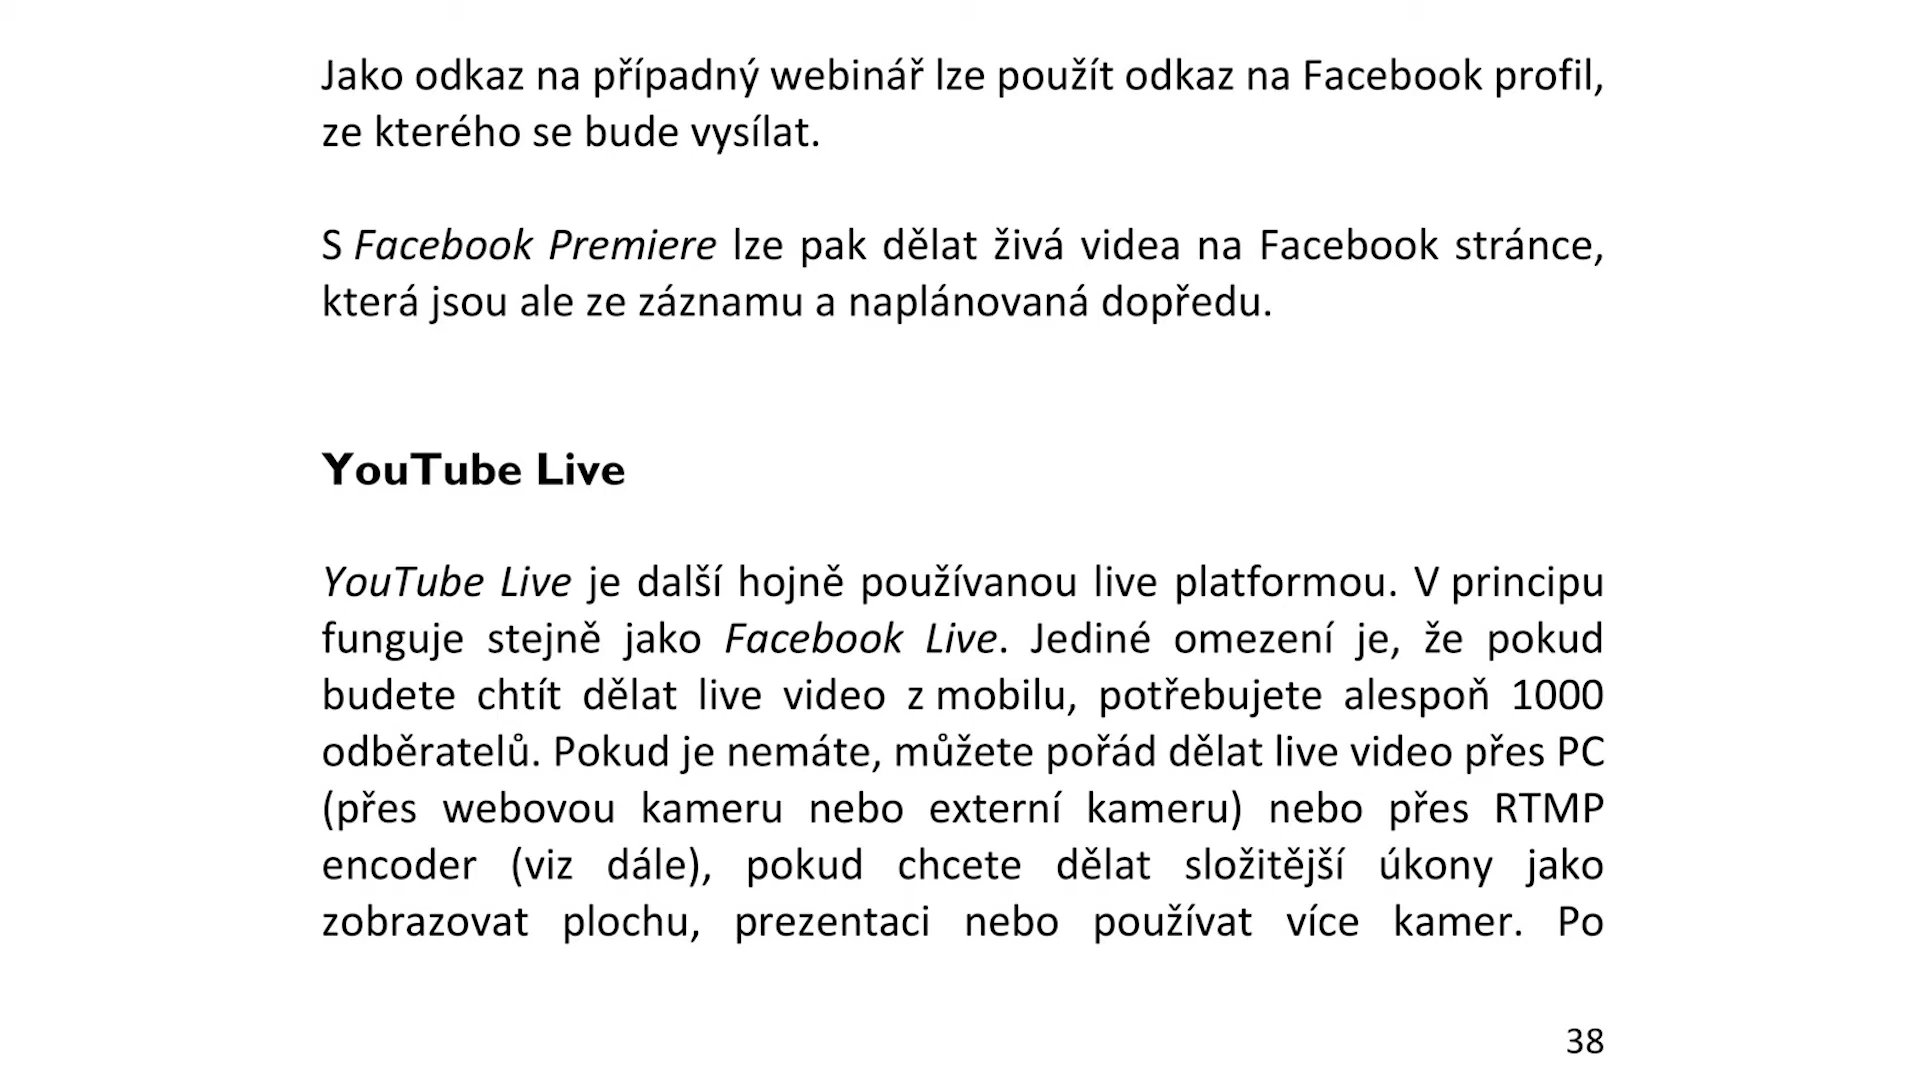 Jako odkaz na případný webinář lze použít odkaz na Facebook profil,
ze kterého se bude vysílat.
S Facebook Premiere lze pak dělat živá videa na Facebook stránce,
která jsou ale ze záznamu a naplánovaná dopředu.
YouTube Live
YouTube Live je další hojně používanou live platformou. V principu
funguje stejně jako Facebook Live. Jediné omezení je, že pokud
budete chtít dělat live video z mobilu, potřebujete alespoň 1000
odběratelů. Pokud je nemáte, můžete pořád dělat live video přes PC
(přes webovou kameru nebo externí kameru) nebo přes RTMP
encoder (viz dále), pokud chcete dělat složitější úkony jako
zobrazovat plochu, prezentaci nebo používat více kamer. Po
38